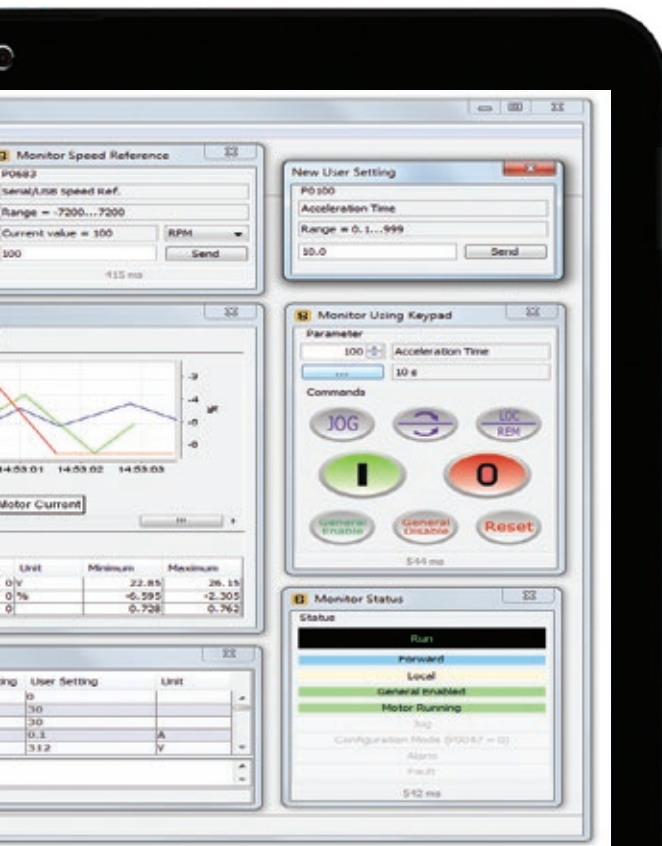 Monitor Speed Reference
P0683
Serial/USB Speed Ref.
Range = -7200...7200
Current value = 100 RPM
100 Send
415 ms
New User Setting
P0100
Acceleration Time
Range = 0.1...999
10.0 Send
-3
-4
%
14:53:01 14:53:02 14:53:03
Motor Current
Unit Minimum Maximum
0 V 22.85 26.15
0 % -6.595 -2.305
0 0.728 0.762
User Setting Unit
0
30
30
0.1 A
312 V
Monitor Using Keypad
Parameter
100 Acceleration Time
... 10 s
Commands
JOG LOC
REM
I O
General
Enable
General
Disable
Reset
544 ms
Monitor Status
Status
Run
Forward
Local
General Enabled
Motor Running
Jog
Configuration Mode (P0047 = 0)
Alarm
Fault
542 ms